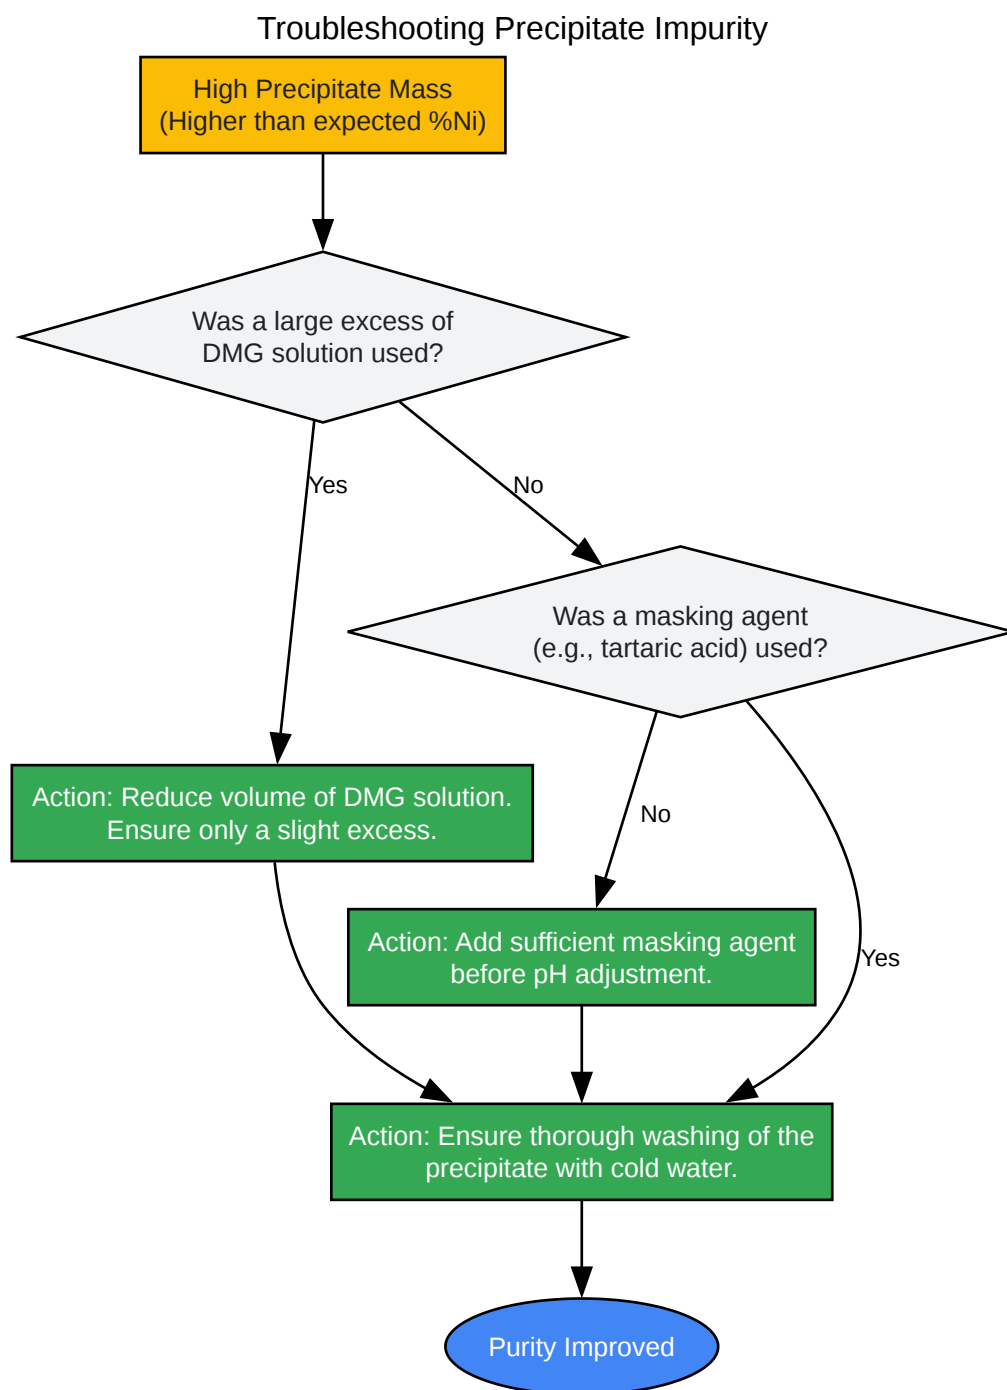 Troubleshooting Precipitate Impurity
High Precipitate Mass
(Higher than expected %Ni)
Was a large excess of
DMG solution used?
Yes
No
Was a masking agent
(e.g., tartaric acid) used?
Action: Reduce volume of DMG solution.
Ensure only a slight excess.
No
Action: Add sufficient masking agent
before pH adjustment.
Yes
Action: Ensure thorough washing of the
precipitate with cold water.
Purity Improved